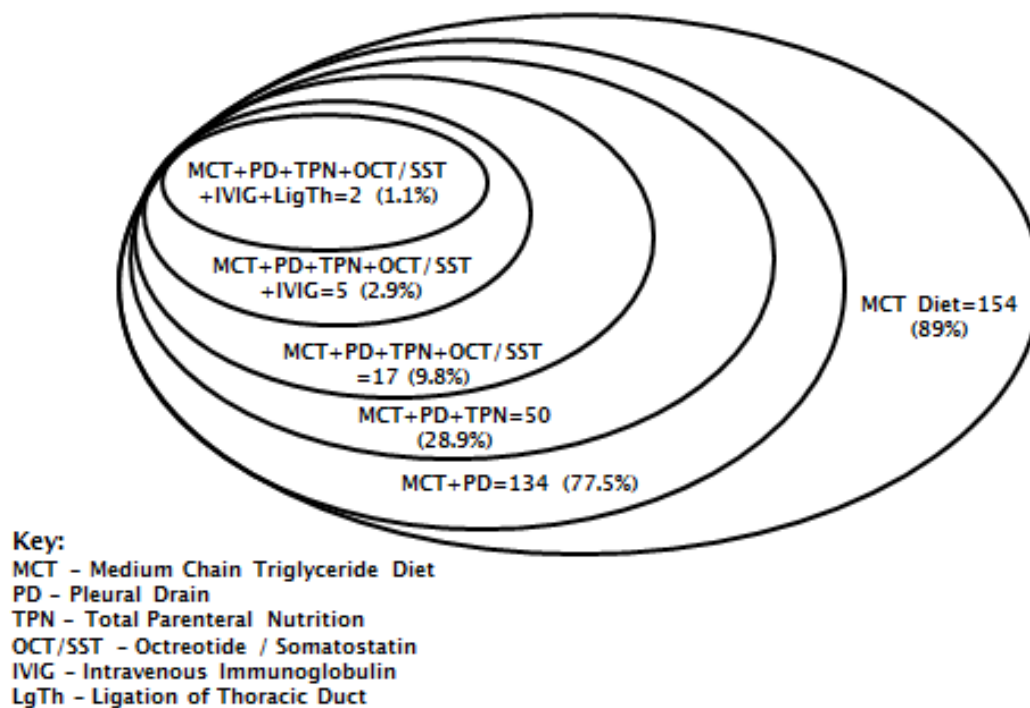 MCT+PD+TPN+OCT/SST
+IVIG+LigTh=2 (1.1%)
MCT+PD+TPN+OCT/SST
+IVIG=5 (2.9%)
MCT Diet=154
(89%)
MCT+PD+TPN+OCT/SST
=17 (9.8%)
MCT+PD+TPN=50
(28.9%)
MCT+PD=134 (77.5%)
Key:
MCT - Medium Chain Triglyceride Diet
PD - Pleural Drain
TPN - Total Parenteral Nutrition
OCT/SST - Octreotide / Somatostatin
IVIG - Intravenous Immunoglobulin
LgTh - Ligation of Thoracic Duct